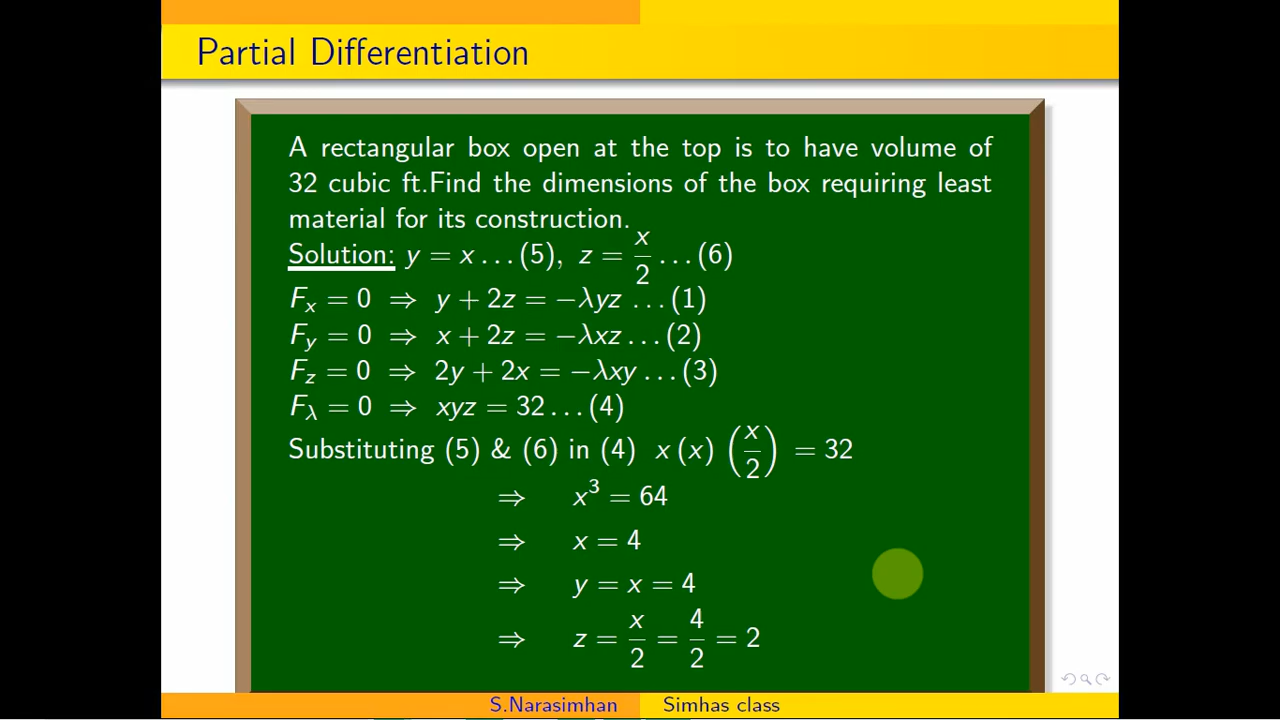 Partial Differentiation
A rectangular box open at the top is to have volume of
32 cubic ft.Find the dimensions of the box requiring least
material for its construction.
Solution: y = x ... (5), z = x/2 ... (6)
F_x = 0 ⇒ y + 2z = −λyz ... (1)
F_y = 0 ⇒ x + 2z = −λxz ... (2)
F_z = 0 ⇒ 2y + 2x = −λxy ... (3)
F_λ = 0 ⇒ xyz = 32 ... (4)
Substituting (5) & (6) in (4) x (x) (x/2) = 32
⇒ x³ = 64
⇒ x = 4
⇒ y = x = 4
⇒ z = x/2 = 4/2 = 2
S.Narasimhan Simhas class